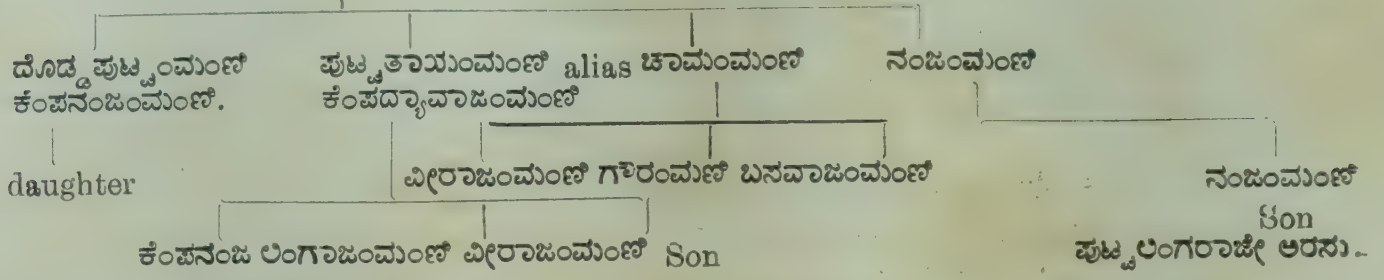 ದೊಡ್ಡಪುಟ್ಟಂಮಂಣಿ ಪುಟ್ಟತಾಯಂಮಂಣಿ alias ಚಾಮಂಮಂಣಿ ನಂಜಂಮಂಣಿ
ಕೆಂಪನಂಜಂಮಂಣಿ. ಕೆಂಪದ್ಯಾವಾಜಂಮಂಣಿ
daughter ವೀರಾಜಂಮಂಣಿ ಗೌರಂಮಣಿ ಬಸವಾಜಂಮಂಣಿ ನಂಜಂಮಂಣಿ
Son
ಕೆಂಪನಂಜ ಲಿಂಗಾಜಂಮಂಣಿ ವೀರಾಜಂಮಂಣಿ Son ಪುಟ್ಟಲಿಂಗರಾಜೇ ಅರಸು.